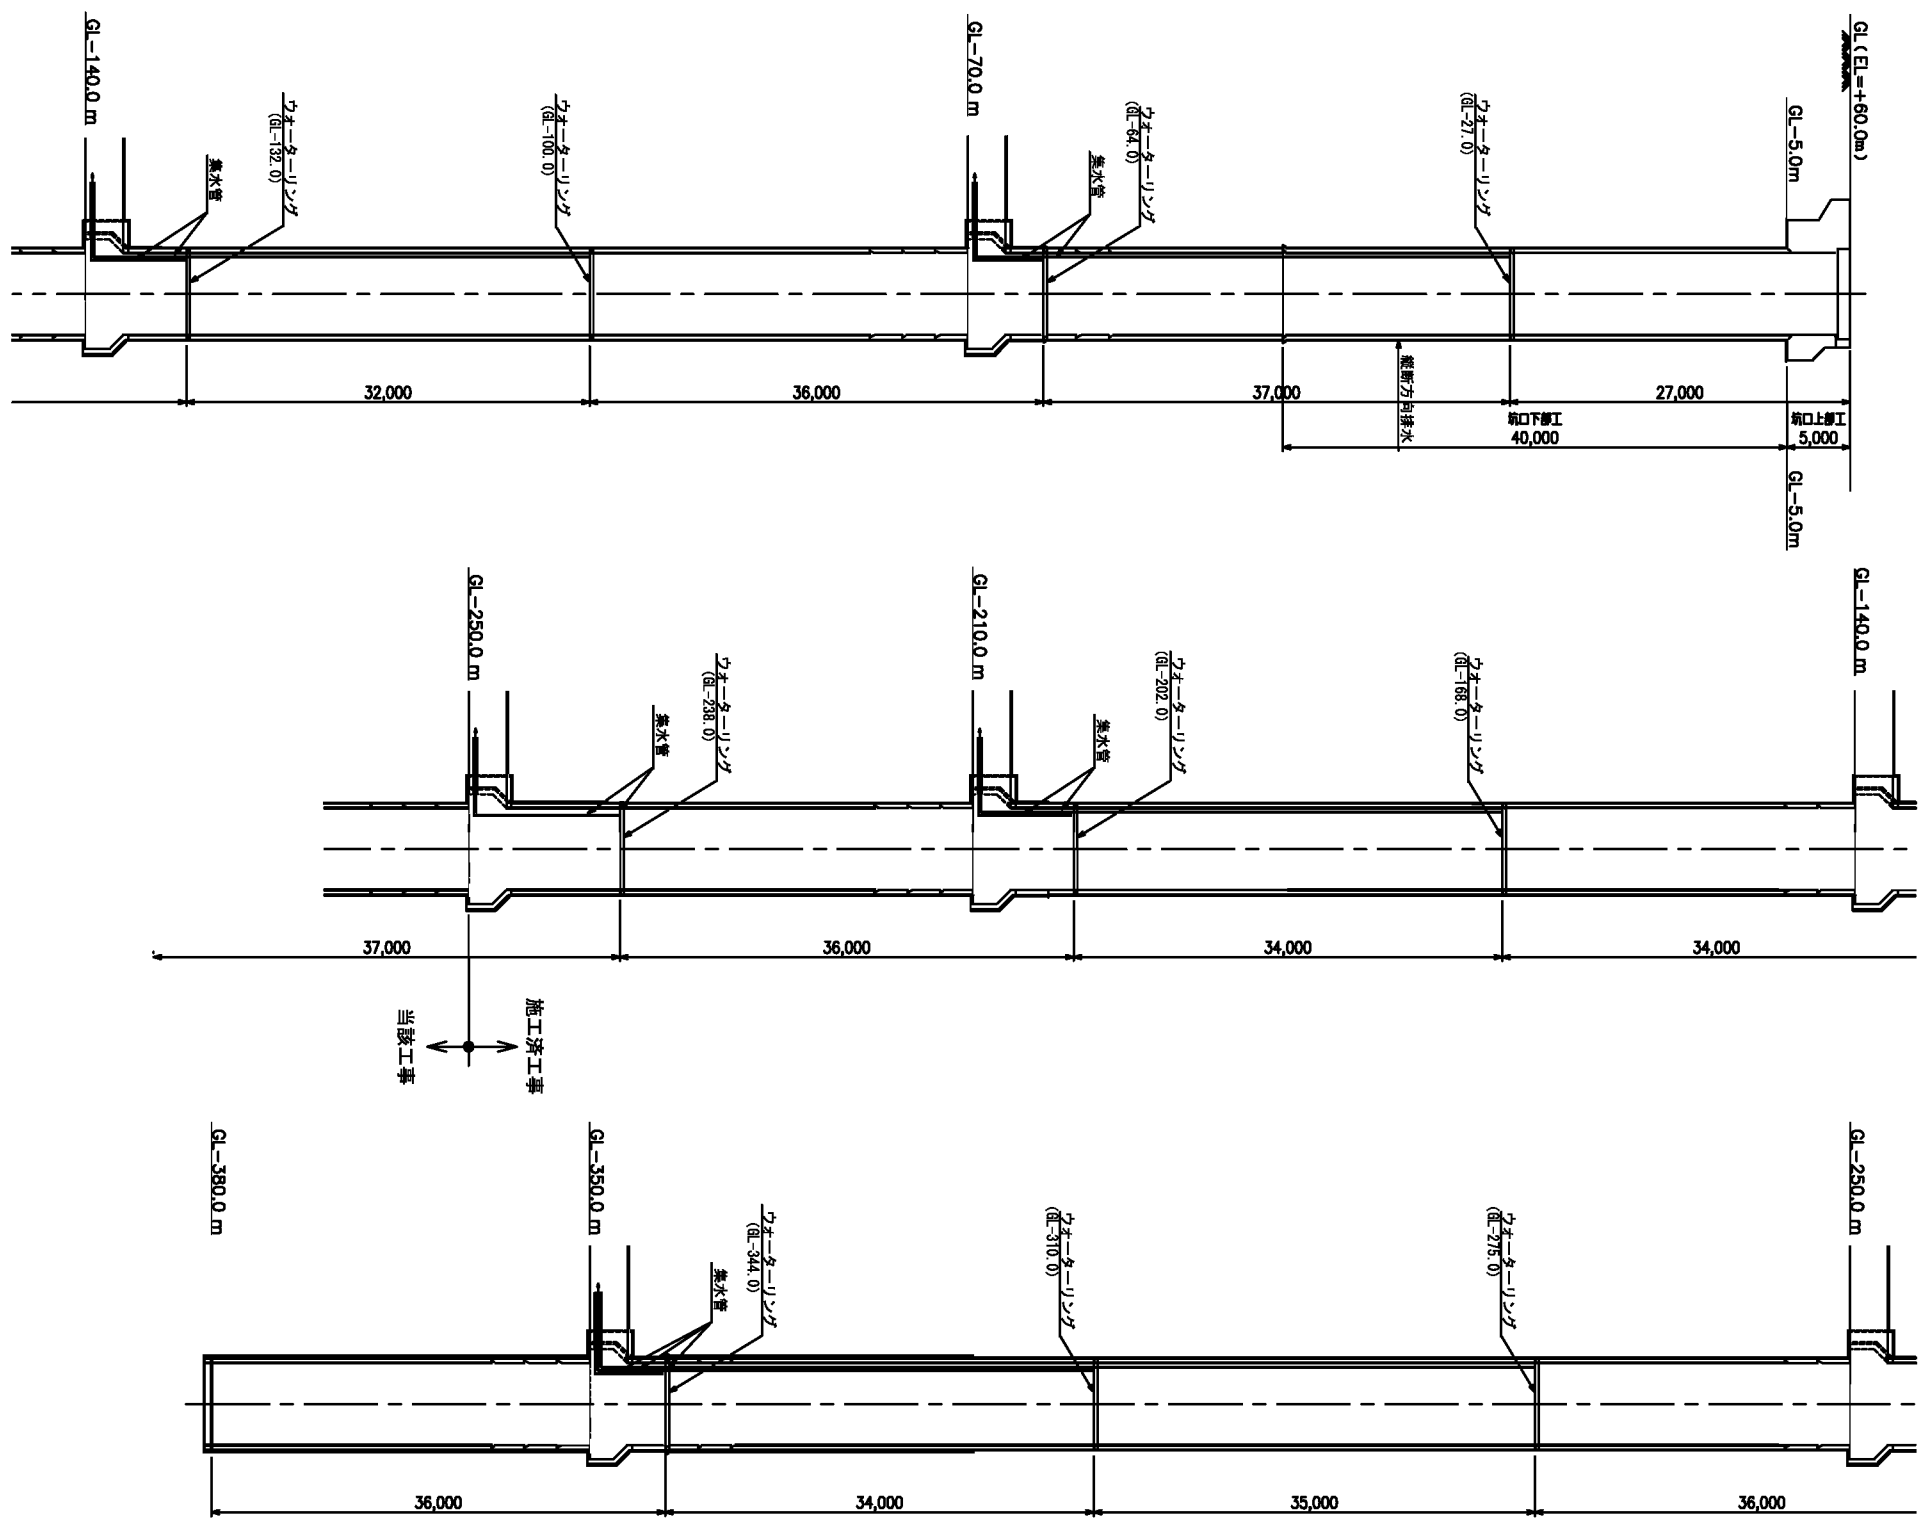 GL-140.0 m
ウォーターリング
(GL-132.0)
集水管
ウォーターリング
(GL-100.0)
GL-70.0 m
集水管
ウォーターリング
(GL-64.0)
ウォーターリング
(GL-27.0)
GL-5.0m
GL(EL=+60.0m)
32,000
36,000
37,000
27,000
縦断方向排水
坑口下部工
40,000
坑口上部工
5,000
GL-5.0m
GL-250.0 m
集水管
ウォーターリング
(GL-238.0)
GL-210.0 m
集水管
ウォーターリング
(GL-202.0)
ウォーターリング
(GL-168.0)
GL-140.0 m
37,000
36,000
34,000
34,000
当該工事
施工済工事
GL-380.0 m
GL-350.0 m
集水管
ウォーターリング
(GL-344.0)
ウォーターリング
(GL-310.0)
ウォーターリング
(GL-275.0)
GL-250.0 m
36,000
34,000
35,000
36,000